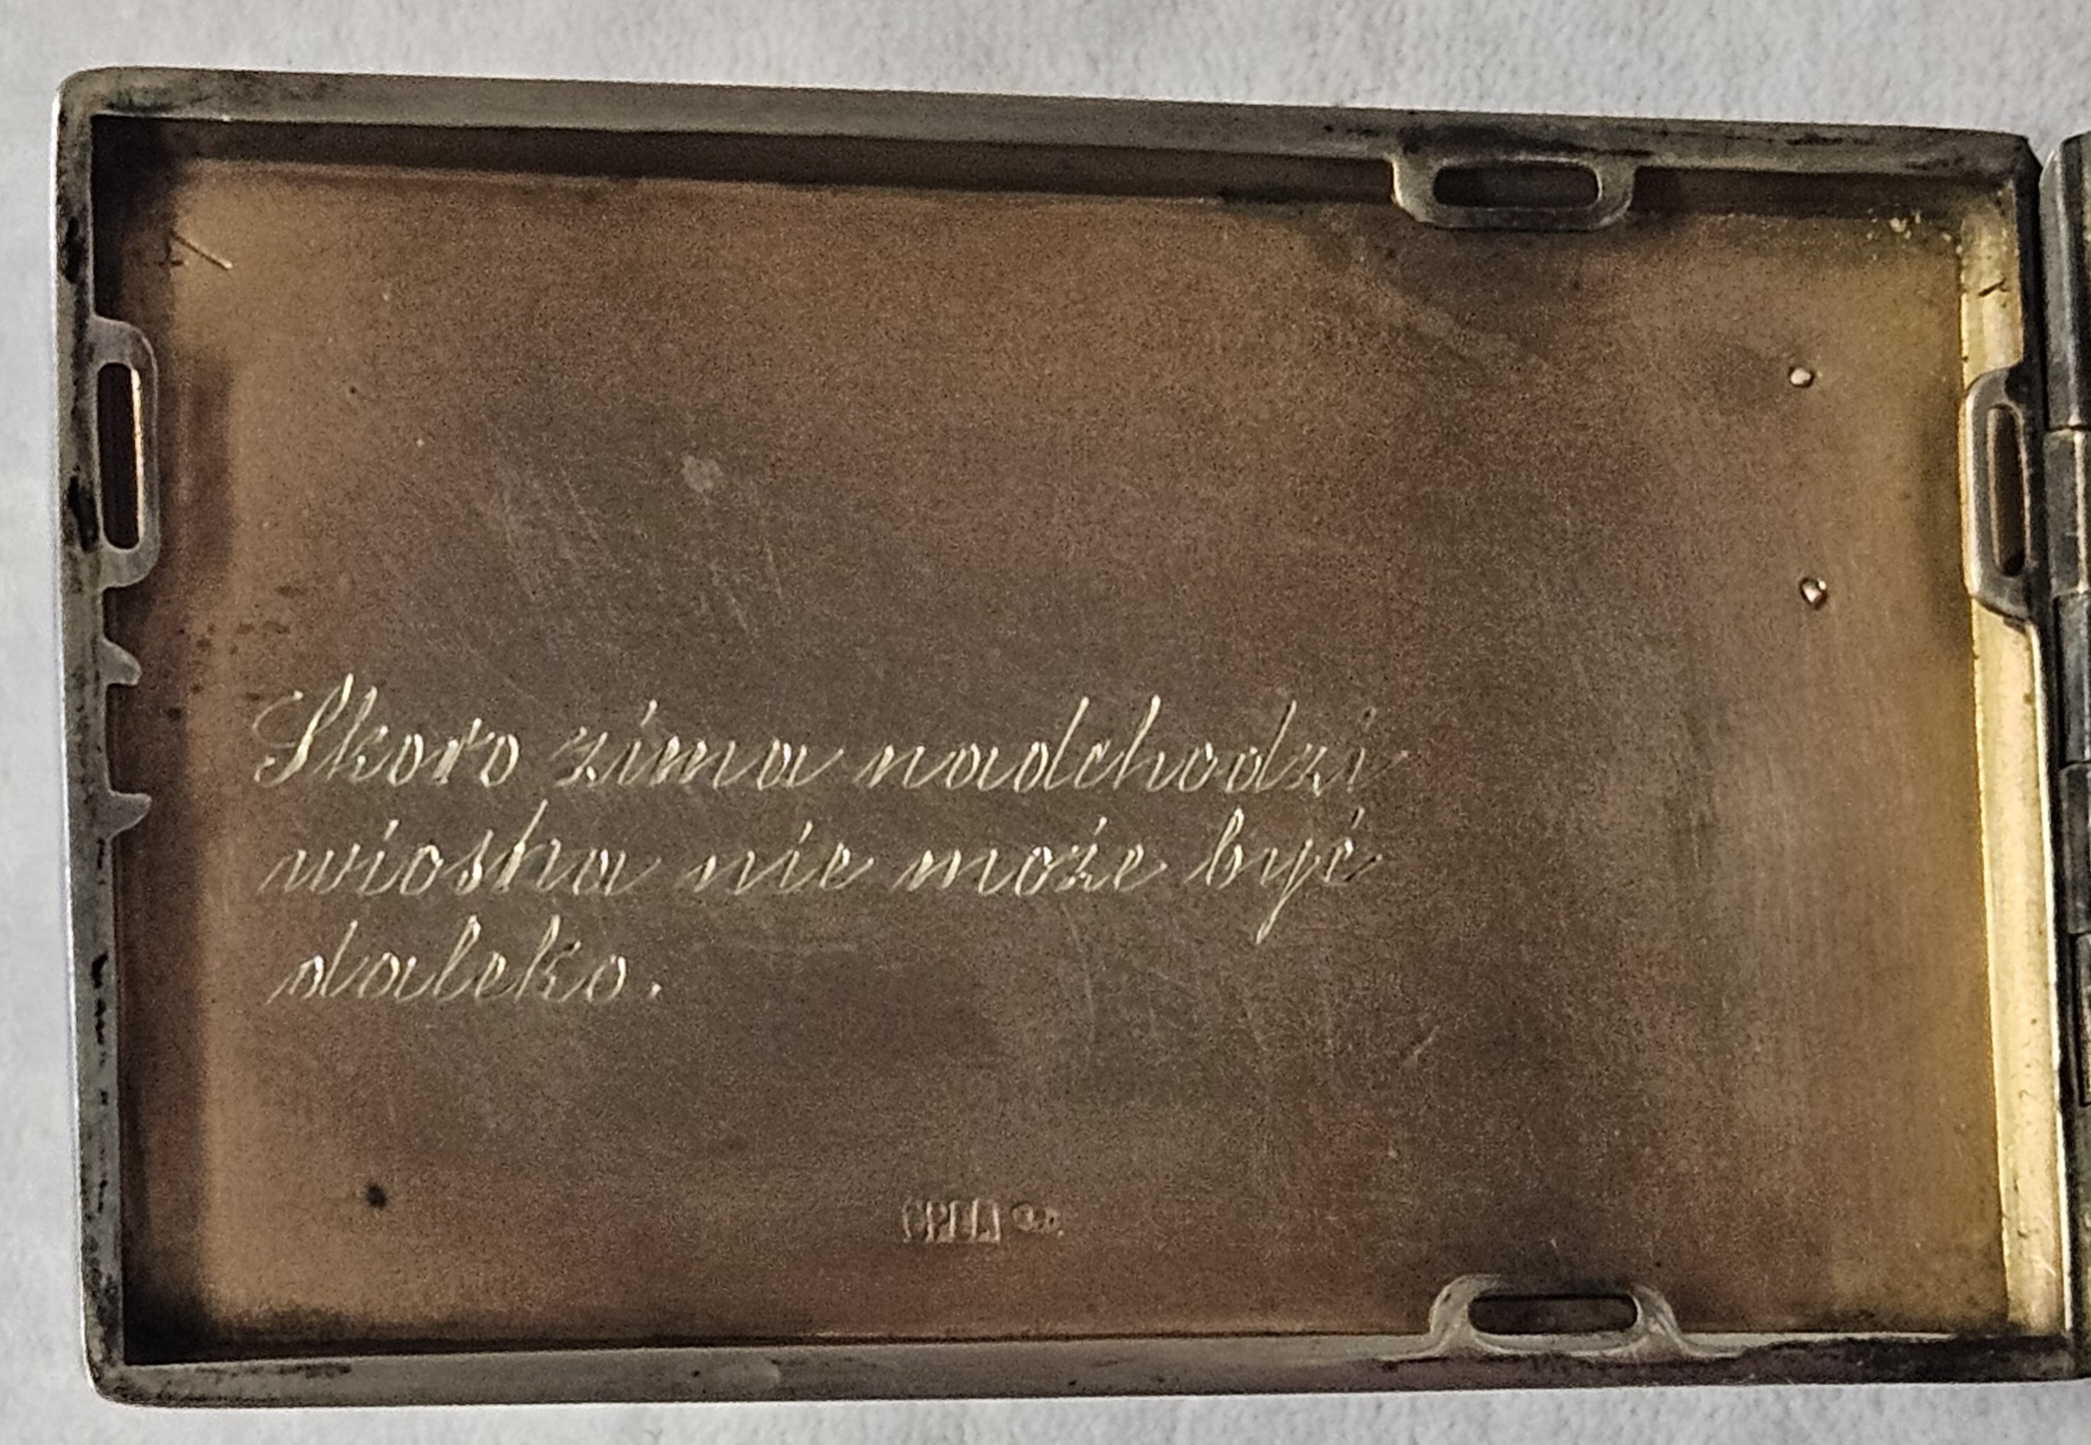 Skoro zima nadchodzi
wiosna nie może być
daleko.